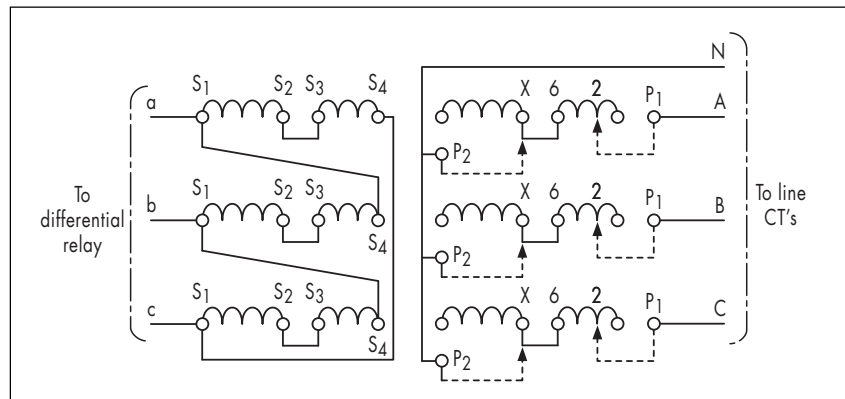 N
S1 S2 S3 S4 X 6 2 P1 A
a
P2
S1 S2 S3 X 6 2 P1 B
To differential relay
b
S4
P2
To line CT's
S1 S2 S3 X 6 2 P1 C
c
S4
P2